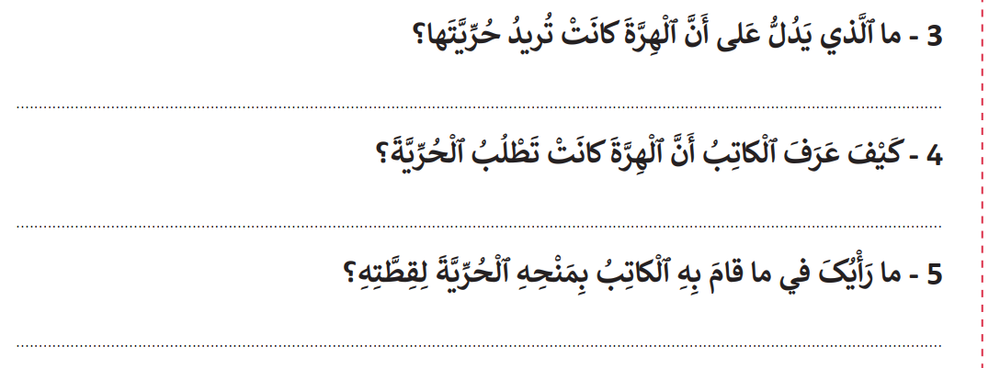 3 - ما ٱلَّذي يَدُلُّ عَلى أَنَّ ٱلْهِرَّةَ كانَتْ تُريدُ حُرِّيَّتَها؟
4 - كَيْفَ عَرَفَ ٱلْكاتِبُ أَنَّ ٱلْهِرَّةَ كانَتْ تَطْلُبُ ٱلْحُرِّيَّةَ؟
5 - ما رَأْيُكَ في ما قامَ بِهِ ٱلْكاتِبُ بِمَنْحِهِ ٱلْحُرِّيَّةَ لِقِطَّتِهِ؟